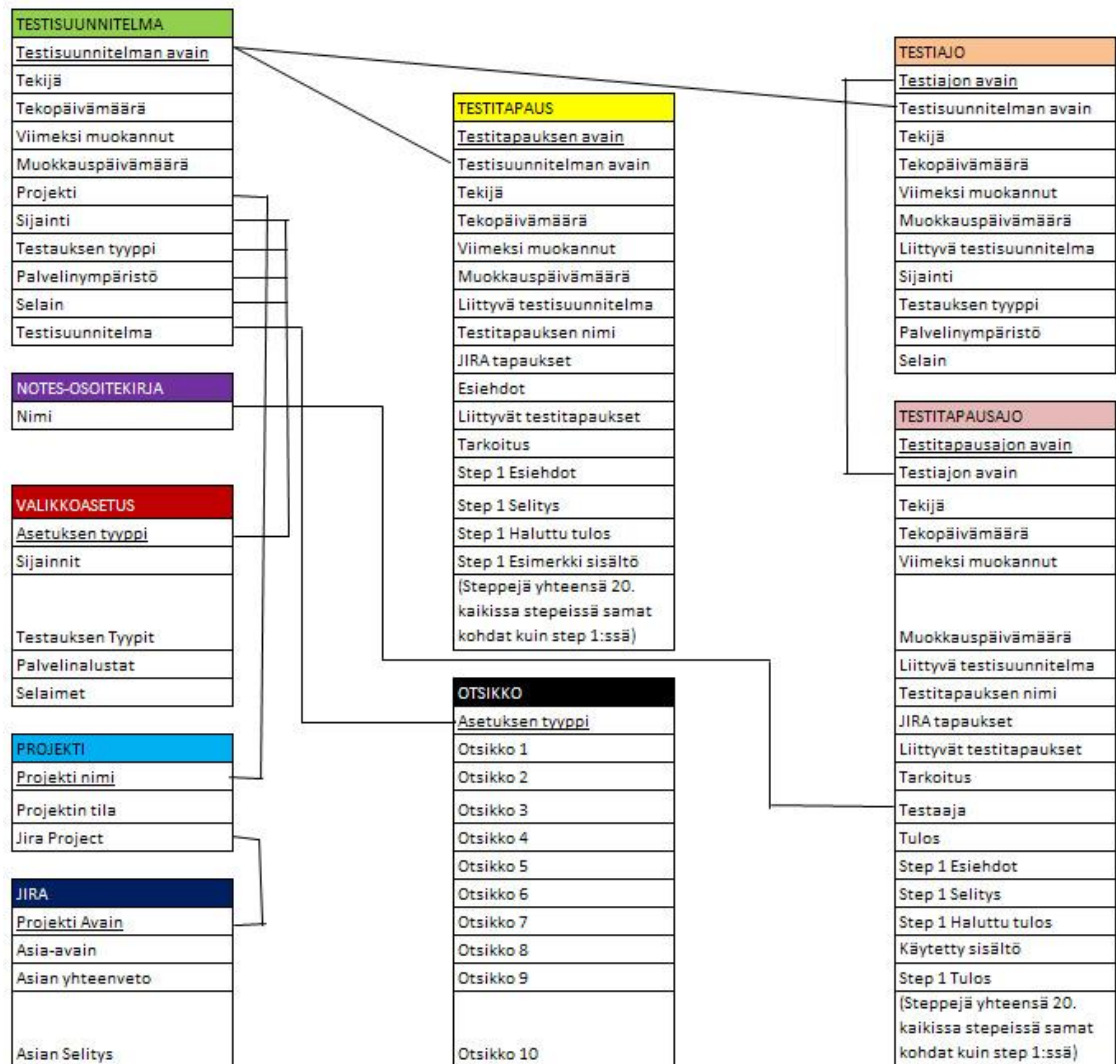 TESTISUUNNITELMA
Testisuunnitelman avain
Tekijä
Tekopäivämäärä
Viimeksi muokannut
Muokkauspäivämäärä
Projekti
Sijainti
Testauksen tyyppi
Palvelinympäristö
Selain
Testisuunnitelma
NOTES-OSOITEKIRJA
Nimi
VALIKKOASETUS
Asetuksen tyyppi
Sijainnit
Testauksen Tyypit
Palvelinalustat
Selaimet
PROJEKTI
Projekti nimi
Projektin tila
Jira Project
JIRA
Projekti Avain
Asia-avain
Asian yhteenveto
Asian Selitys
TESTITAPAUS
Testitapauksen avain
Testisuunnitelman avain
Tekijä
Tekopäivämäärä
Viimeksi muokannut
Muokkauspäivämäärä
Liittyvä testisuunnitelma
Testitapauksen nimi
JIRA tapaukset
Esiehdot
Liittyvät testitapaukset
Tarkoitus
Step 1 Esiehdot
Step 1 Selitys
Step 1 Haluttu tulos
Step 1 Esimerkki sisältö
(Steppejä yhteensä 20.
kaikissa stepeissä samat
kohdat kuin step 1:ssä)
OTSIKKO
Asetuksen tyyppi
Otsikko 1
Otsikko 2
Otsikko 3
Otsikko 4
Otsikko 5
Otsikko 6
Otsikko 7
Otsikko 8
Otsikko 9
Otsikko 10
TESTIAJO
Testiajon avain
Testisuunnitelman avain
Tekijä
Tekopäivämäärä
Viimeksi muokannut
Muokkauspäivämäärä
Liittyvä testisuunnitelma
Sijainti
Testauksen tyyppi
Palvelinympäristö
Selain
TESTITAPAUSAJO
Testitapausajon avain
Testiajon avain
Tekijä
Tekopäivämäärä
Viimeksi muokannut
Muokkauspäivämäärä
Liittyvä testisuunnitelma
Testitapauksen nimi
JIRA tapaukset
Liittyvät testitapaukset
Tarkoitus
Testaaja
Tulos
Step 1 Esiehdot
Step 1 Selitys
Step 1 Haluttu tulos
Käytetty sisältö
Step 1 Tulos
(Steppejä yhteensä 20.
kaikissa stepeissä samat
kohdat kuin step 1:ssä)